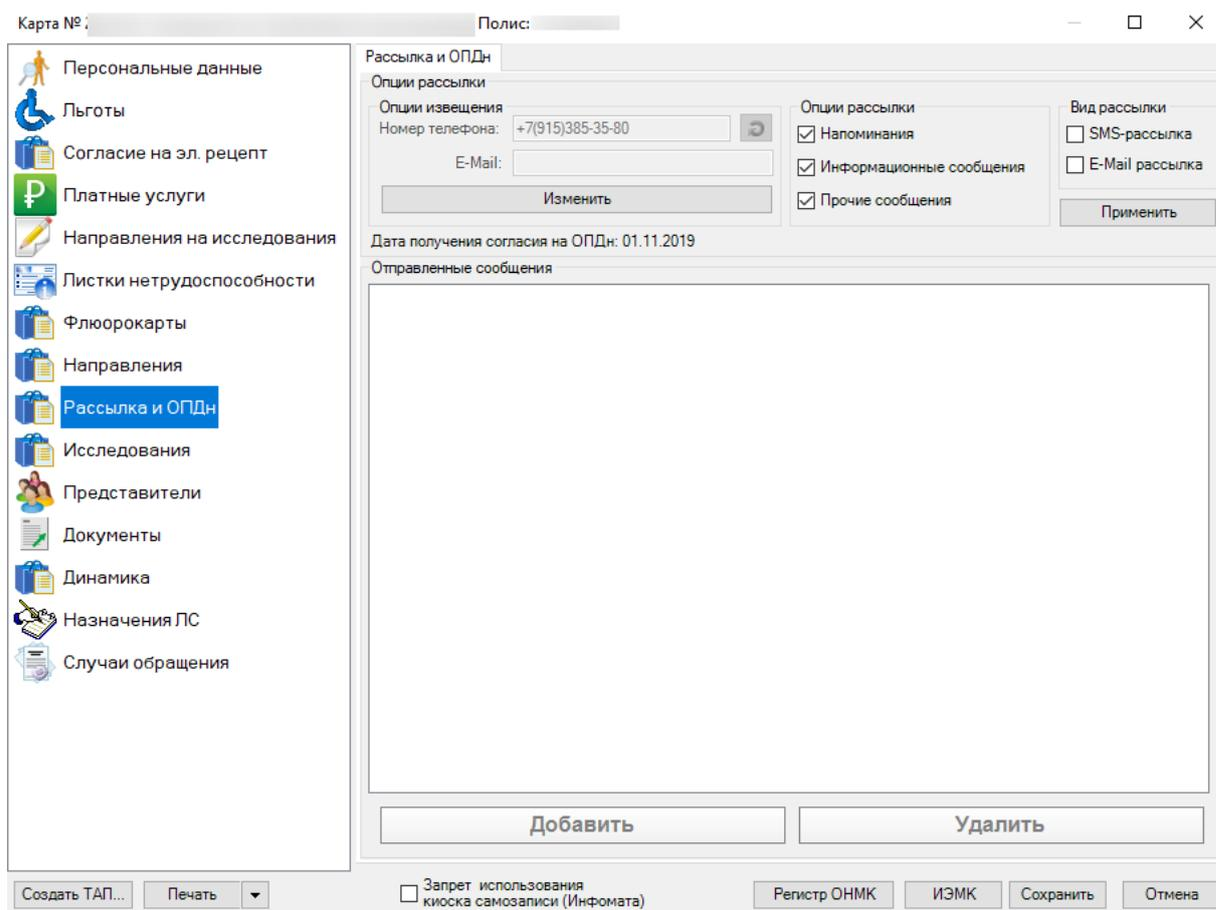 Карта №
Полис:
Персональные данные
Льготы
Согласие на эл. рецепт
Платные услуги
Направления на исследования
Листки нетрудоспособности
Флюорокарты
Направления
Рассылка и ОПДн
Исследования
Представители
Документы
Динамика
Назначения ЛС
Случаи обращения
Рассылка и ОПДн
Опции рассылки
Опции извещения
Номер телефона: +7(915)385-35-80
E-Mail:
Изменить
Опции рассылки
Напоминания
Информационные сообщения
Прочие сообщения
Вид рассылки
SMS-рассылка
E-Mail рассылка
Применить
Дата получения согласия на ОПДн: 01.11.2019
Отправленные сообщения
Добавить
Удалить
Создать ТАП...
Печать
Запрет использования
киоска самозаписи (Инфомата)
Регистр ОНМК
ИЭМК
Сохранить
Отмена